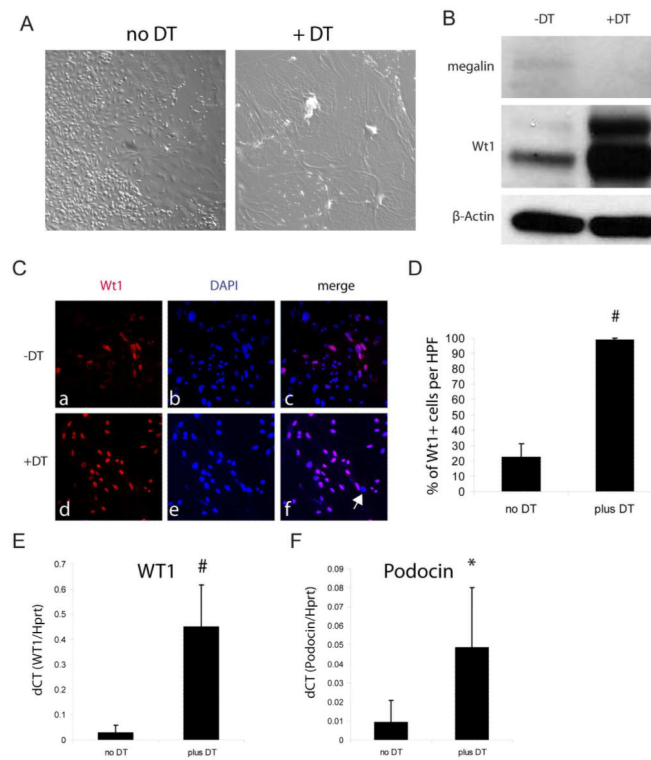 A
no DT
+ DT
B
-DT
+DT
megalin
Wt1
β-Actin
C
Wt1
DAPI
merge
-DT
a
b
c
+DT
d
e
f
D
% of Wt1+ cells per HPF
100
90
80
70
60
50
40
30
20
10
0
#
no DT
plus DT
E
WT1
#
dCT (WT1/Hprt)
0.7
0.6
0.5
0.4
0.3
0.2
0.1
0
no DT
plus DT
F
Podocin
*
dCT (Podocin/Hprt)
0.09
0.08
0.07
0.06
0.05
0.04
0.03
0.02
0.01
0
no DT
plus DT